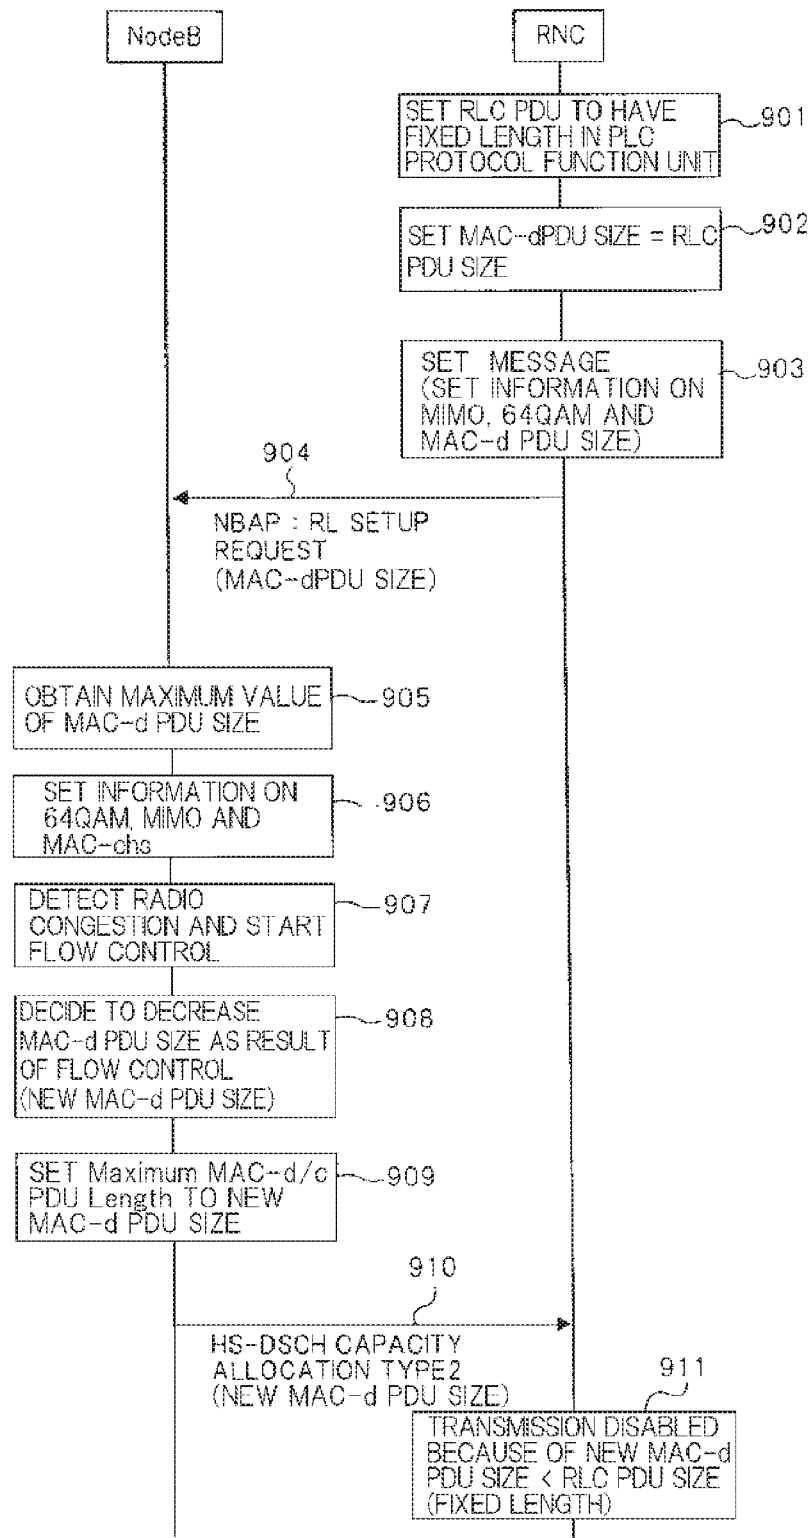 NodeB
RNC
SET RLC PDU TO HAVE
FIXED LENGTH IN PLC
PROTOCOL FUNCTION UNIT
901
SET MAC-dPDU SIZE = RLC
PDU SIZE
902
SET MESSAGE
(SET INFORMATION ON
MIMO, 64QAM AND
MAC-d PDU SIZE)
903
904
NBAP : RL SETUP
REQUEST
(MAC-dPDU SIZE)
OBTAIN MAXIMUM VALUE
OF MAC-d PDU SIZE
905
SET INFORMATION ON
64QAM, MIMO AND
MAC-ehs
906
DETECT RADIO
CONGESTION AND START
FLOW CONTROL
907
DECIDE TO DECREASE
MAC-d PDU SIZE AS RESULT
OF FLOW CONTROL
(NEW MAC-d PDU SIZE)
908
SET Maximum MAC-d/c
PDU Length TO NEW
MAC-d PDU SIZE
909
910
HS-DSCH CAPACITY
ALLOCATION TYPE2
(NEW MAC-d PDU SIZE)
911
TRANSMISSION DISABLED
BECAUSE OF NEW MAC-d
PDU SIZE < RLC PDU SIZE
(FIXED LENGTH)